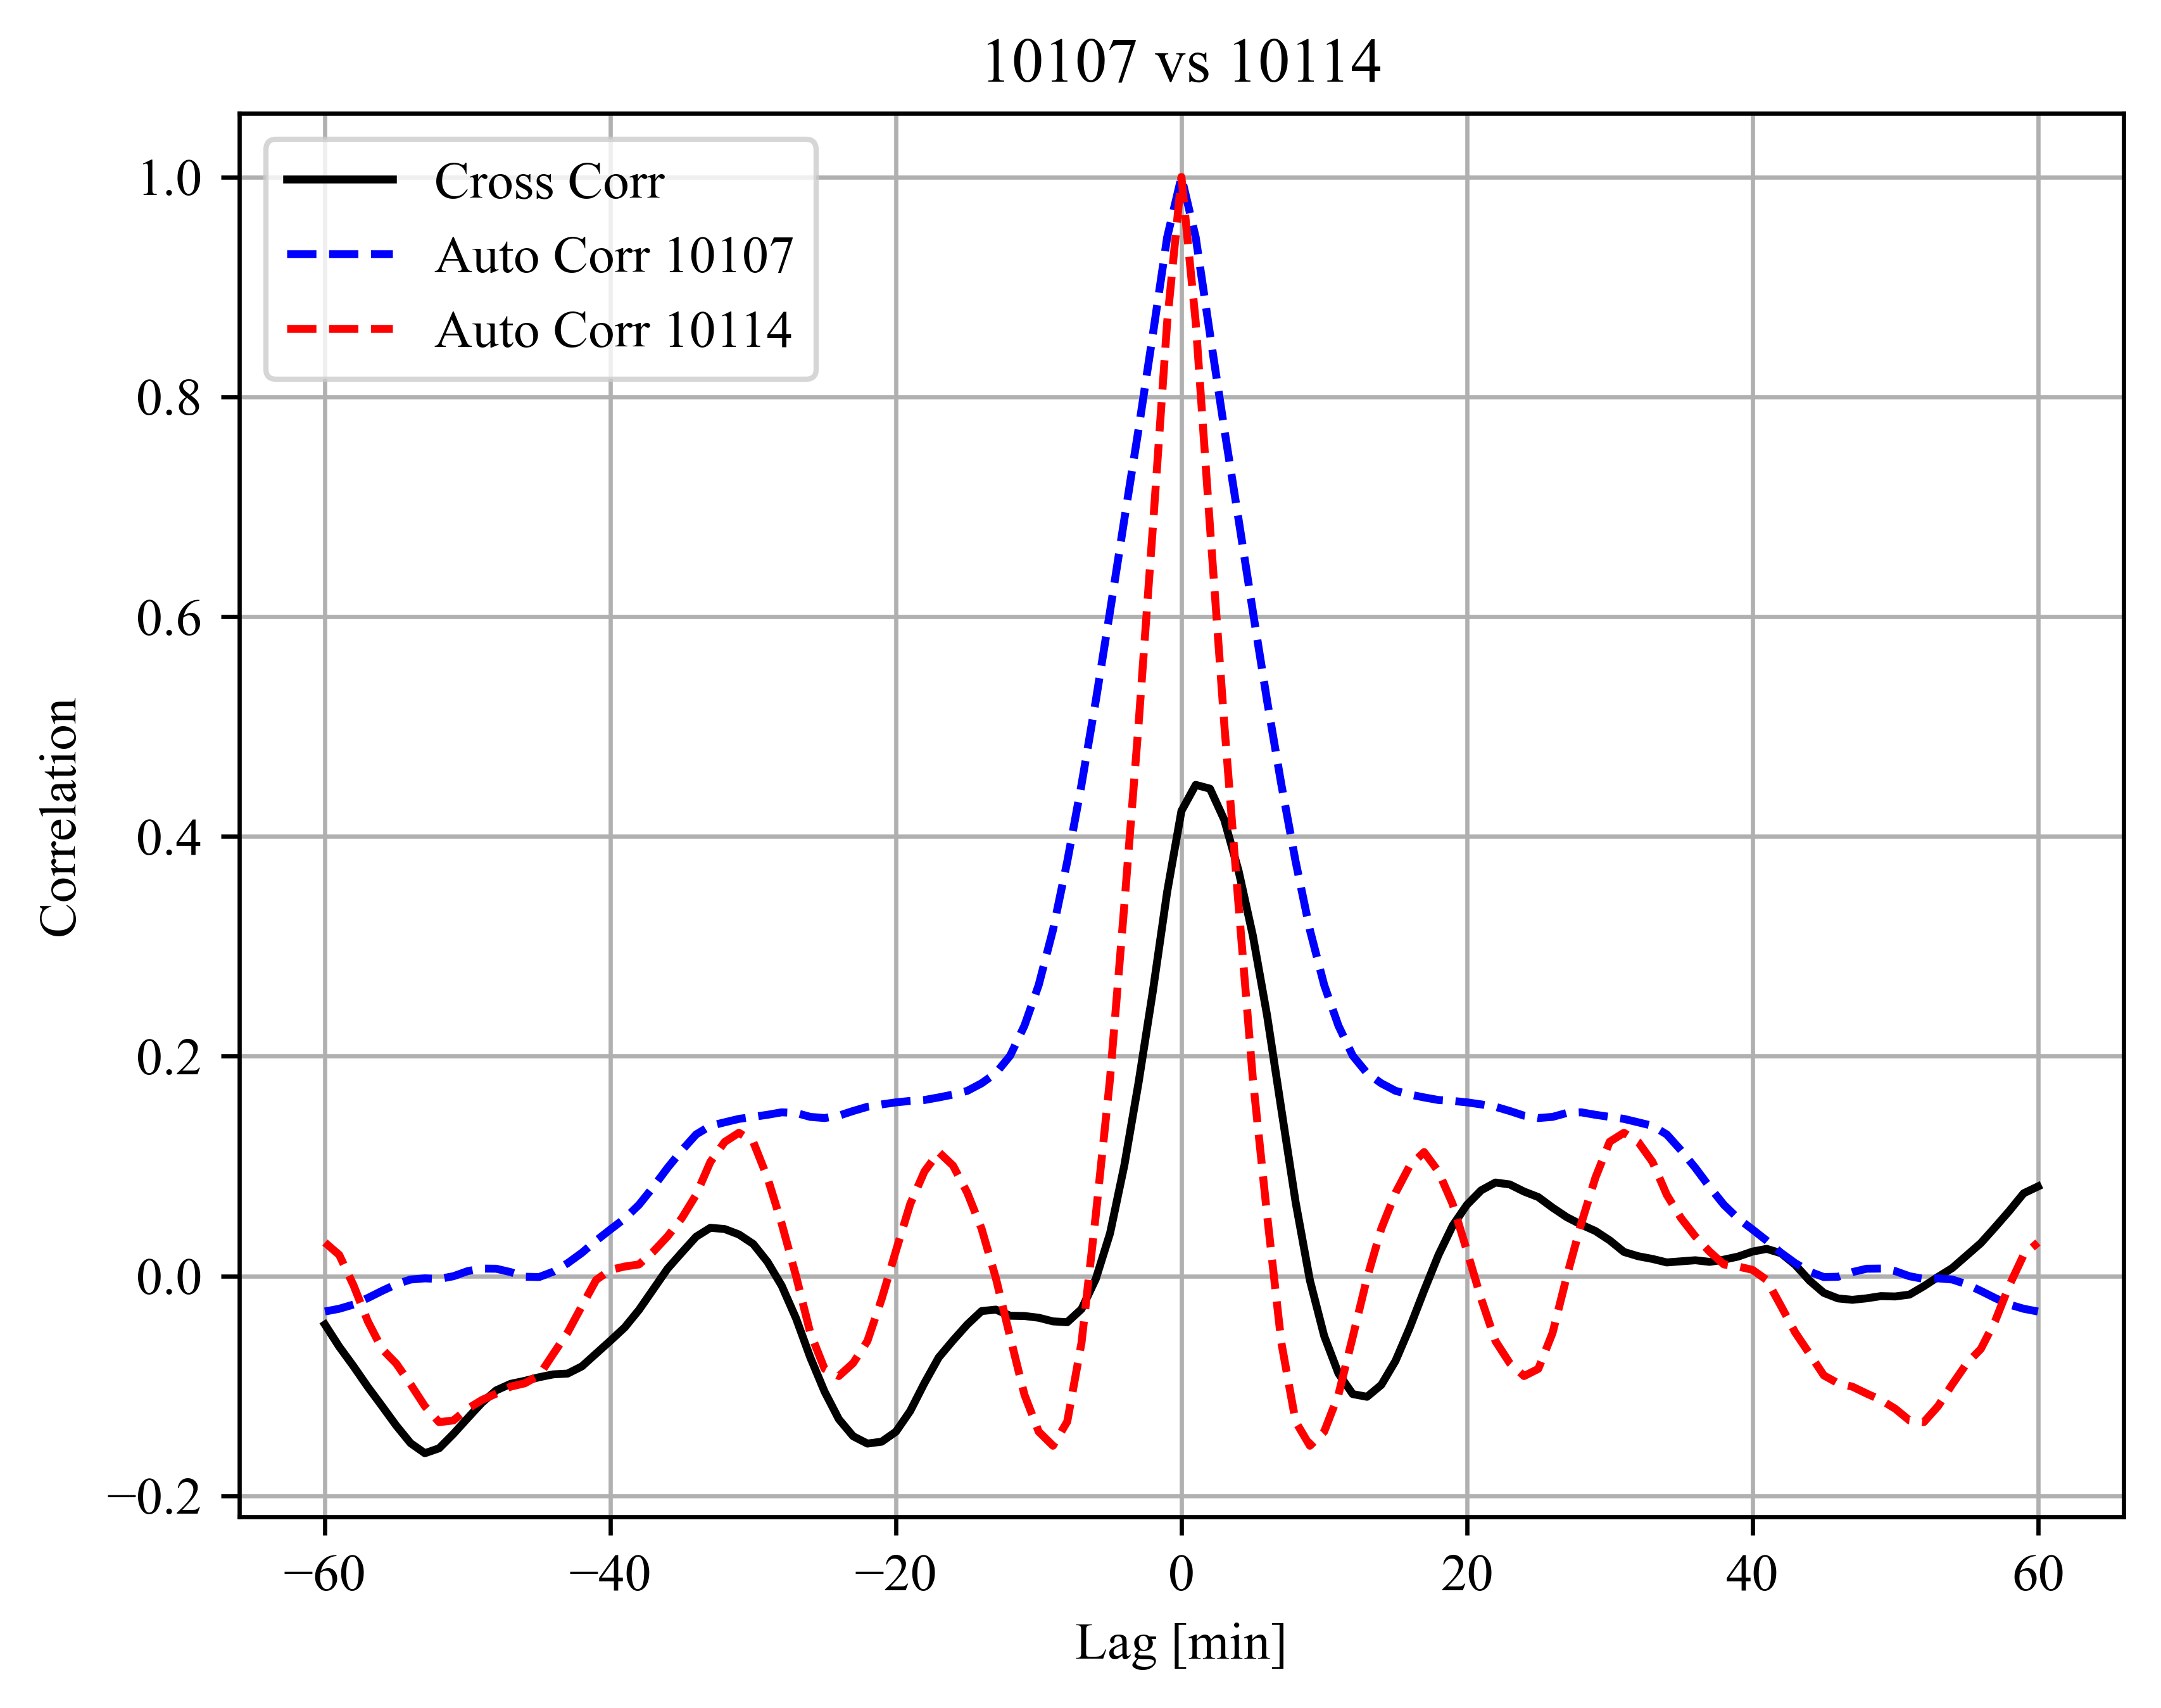 10107 vs 10114
Cross Corr
Auto Corr 10107
Auto Corr 10114
1.0
0.8
0.6
0.4
0.2
0.0
−0.2
Correlation
−60 −40 −20 0 20 40 60
Lag [min]